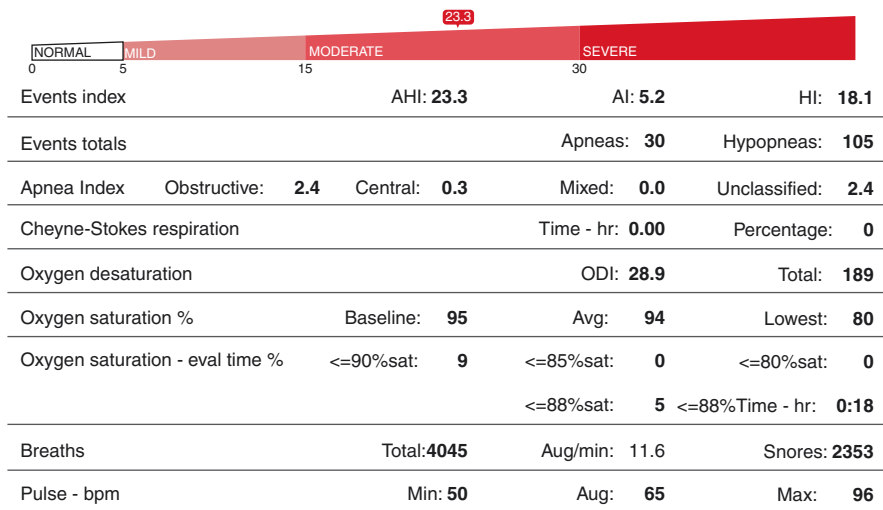 23.3
NORMAL MILD MODERATE SEVERE
0 5 15 30
Events index AHI: 23.3 AI: 5.2 HI: 18.1
Events totals Apneas: 30 Hypopneas: 105
Apnea Index Obstructive: 2.4 Central: 0.3 Mixed: 0.0 Unclassified: 2.4
Cheyne-Stokes respiration Time - hr: 0.00 Percentage: 0
Oxygen desaturation ODI: 28.9 Total: 189
Oxygen saturation % Baseline: 95 Avg: 94 Lowest: 80
Oxygen saturation - eval time % <=90%sat: 9 <=85%sat: 0 <=80%sat: 0
<=88%sat: 5 <=88%Time - hr: 0:18
Breaths Total:4045 Aug/min: 11.6 Snores: 2353
Pulse - bpm Min: 50 Aug: 65 Max: 96